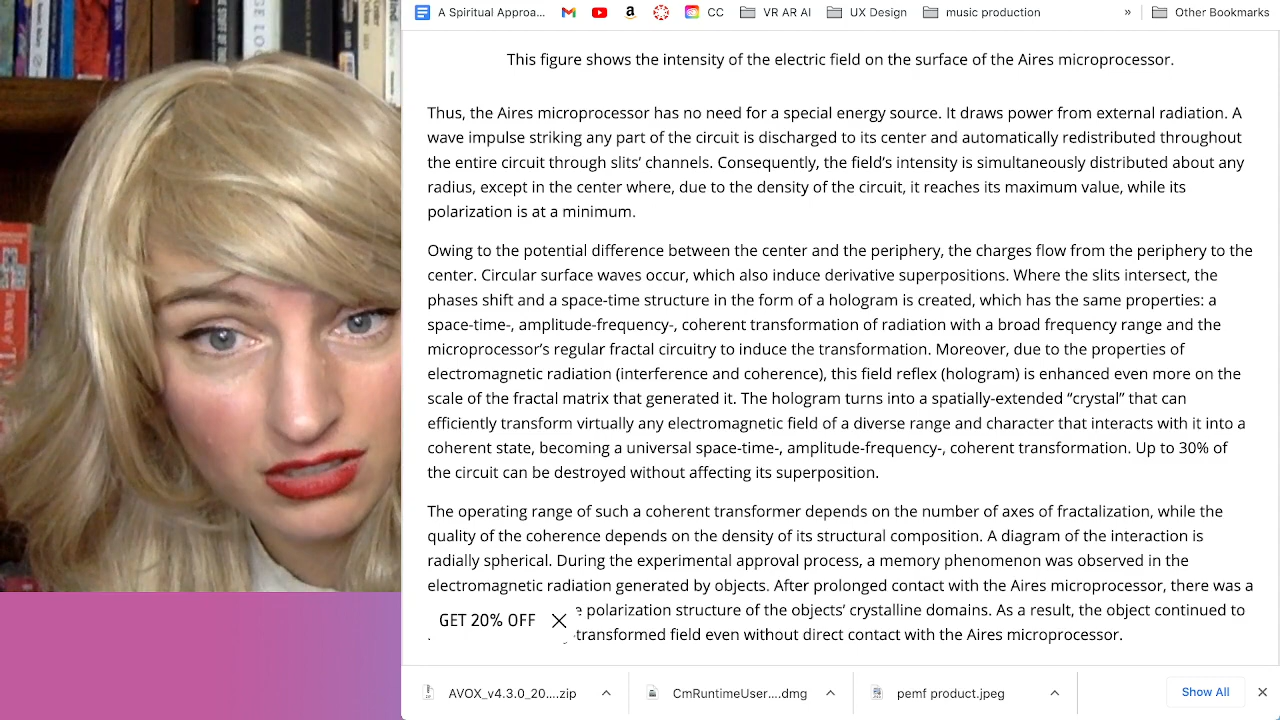 A Spiritual Approa...
CC
VR AR AI
UX Design
music production
»
Other Bookmarks
This figure shows the intensity of the electric field on the surface of the Aires microprocessor.
Thus, the Aires microprocessor has no need for a special energy source. It draws power from external radiation. A
wave impulse striking any part of the circuit is discharged to its center and automatically redistributed throughout
the entire circuit through slits’ channels. Consequently, the field’s intensity is simultaneously distributed about any
radius, except in the center where, due to the density of the circuit, it reaches its maximum value, while its
polarization is at a minimum.
Owing to the potential difference between the center and the periphery, the charges flow from the periphery to the
center. Circular surface waves occur, which also induce derivative superpositions. Where the slits intersect, the
phases shift and a space-time structure in the form of a hologram is created, which has the same properties: a
space-time-, amplitude-frequency-, coherent transformation of radiation with a broad frequency range and the
microprocessor’s regular fractal circuitry to induce the transformation. Moreover, due to the properties of
electromagnetic radiation (interference and coherence), this field reflex (hologram) is enhanced even more on the
scale of the fractal matrix that generated it. The hologram turns into a spatially-extended “crystal” that can
efficiently transform virtually any electromagnetic field of a diverse range and character that interacts with it into a
coherent state, becoming a universal space-time-, amplitude-frequency-, coherent transformation. Up to 30% of
the circuit can be destroyed without affecting its superposition.
The operating range of such a coherent transformer depends on the number of axes of fractalization, while the
quality of the coherence depends on the density of its structural composition. A diagram of the interaction is
radially spherical. During the experimental approval process, a memory phenomenon was observed in the
electromagnetic radiation generated by objects. After prolonged contact with the Aires microprocessor, there was a
e polarization structure of the objects’ crystalline domains. As a result, the object continued to
GET 20% OFF
transformed field even without direct contact with the Aires microprocessor.
AVOX_v4.3.0_20....zip
CmRuntimeUser....dmg
pemf product.jpeg
Show All